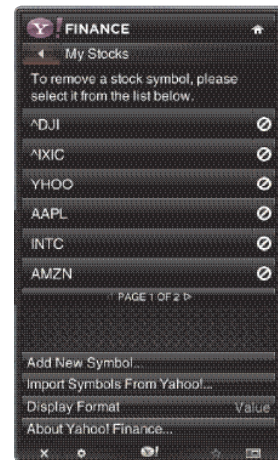 Y! FINANCE
My Stocks
To remove a stock symbol, please
select it from the list below.
^DJI
^IXIC
YHOO
AAPL
INTC
AMZN
PAGE 1 OF 2
Add New Symbol...
Import Symbols From Yahoo!...
Display Format Value
About Yahoo! Finance...
Y!